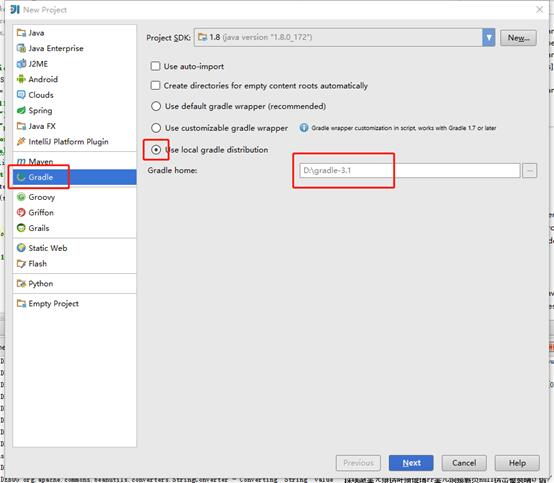 New Project
Java
Java Enterprise
J2ME
Android
Clouds
Spring
Java FX
IntelliJ Platform Plugin
Maven
Gradle
Groovy
Griffon
Grails
Static Web
Flash
Python
Empty Project
Project SDK: 1.8 (java version "1.8.0_172") New...
Use auto-import
Create directories for empty content roots automatically
Use default gradle wrapper (recommended)
Use customizable gradle wrapper Gradle wrapper customization in script, works with Gradle 1.7 or later
Use local gradle distribution
Gradle home: D:\gradle-3.1 ...
Previous Next Cancel Help
org.apache.commons.beanutils.converters.StringConverter - Converting 'String' value